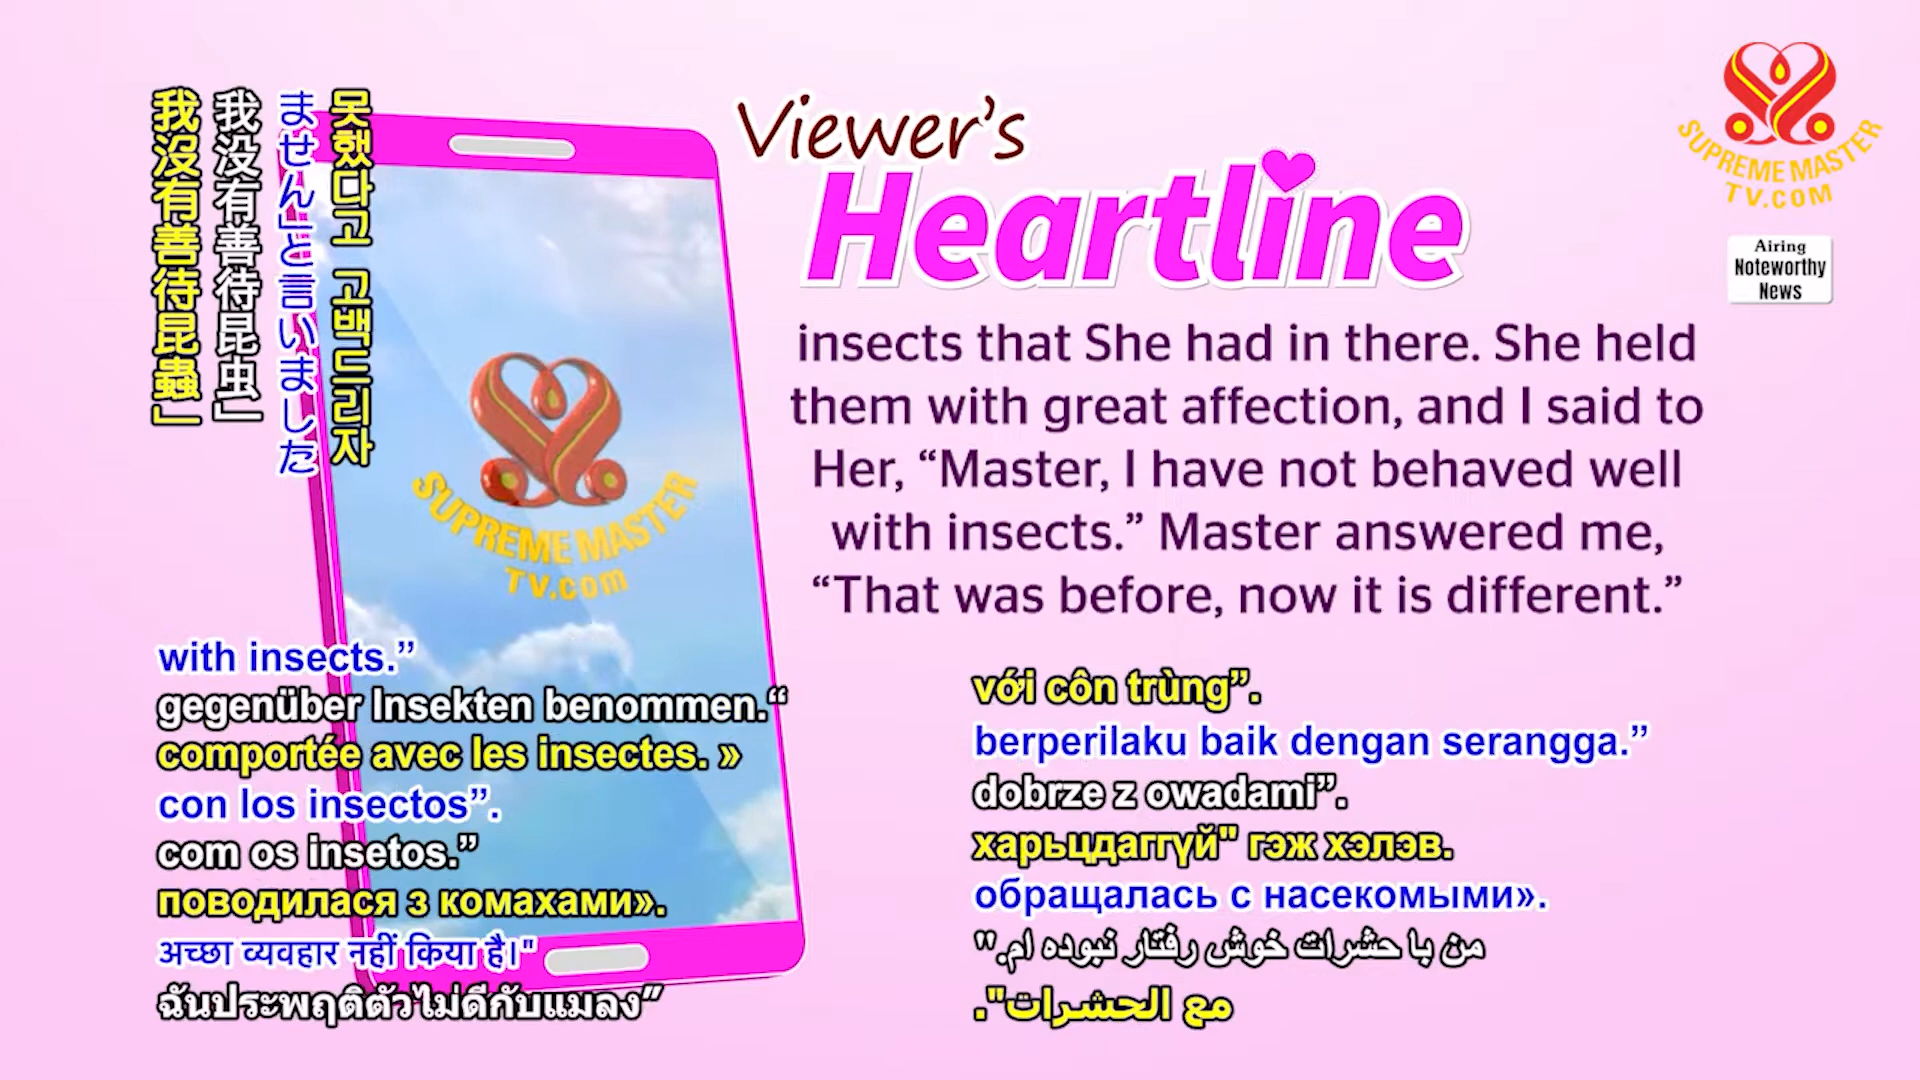 Viewer's
Heartline
SUPREME MASTER
TV.COM
Airing
Noteworthy
News
못했다고 고백드리자
ません」と言いました
我没有善待昆虫」
我沒有善待昆蟲」
SUPREME MASTER
TV.com
insects that She had in there. She held
them with great affection, and I said to
Her, “Master, I have not behaved well
with insects.” Master answered me,
“That was before, now it is different.”
with insects.”
gegenüber Insekten benommen.“
comportée avec les insectes. »
con los insectos”.
com os insetos.”
поводилася з комахами».
अच्छा व्यवहार नहीं किया है।"
ฉันประพฤติตัวไม่ดีกับแมลง”
với côn trùng”.
berperilaku baik dengan serangga.”
dobrze z owadami”.
харьцдаггүй" гэж хэлэв.
обращалась с насекомыми».
من با حشرات خوش رفتار نبوده ام."
مع الحشرات".